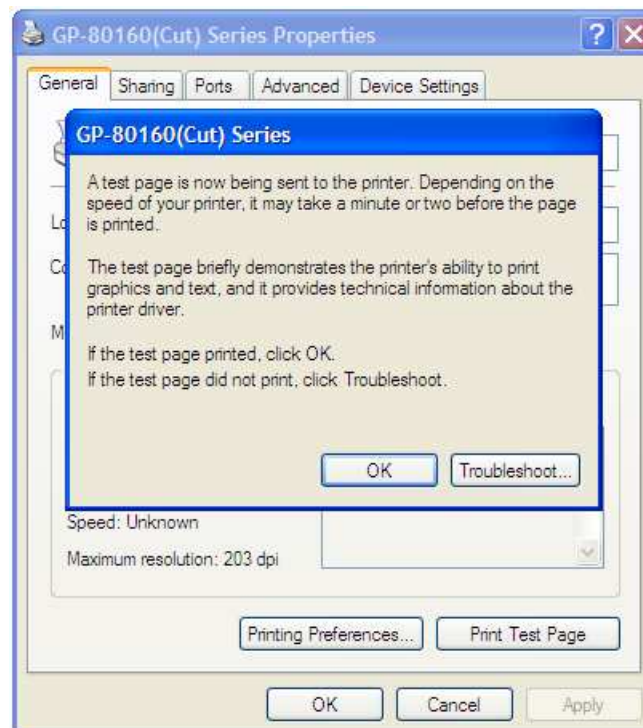 GP-80160(Cut) Series Properties
General Sharing Ports Advanced Device Settings
GP-80160(Cut) Series
A test page is now being sent to the printer. Depending on the
speed of your printer, it may take a minute or two before the page
is printed.
The test page briefly demonstrates the printer's ability to print
graphics and text, and it provides technical information about the
printer driver.
If the test page printed, click OK.
If the test page did not print, click Troubleshoot.
OK Troubleshoot...
Speed: Unknown
Maximum resolution: 203 dpi
Printing Preferences... Print Test Page
OK Cancel Apply